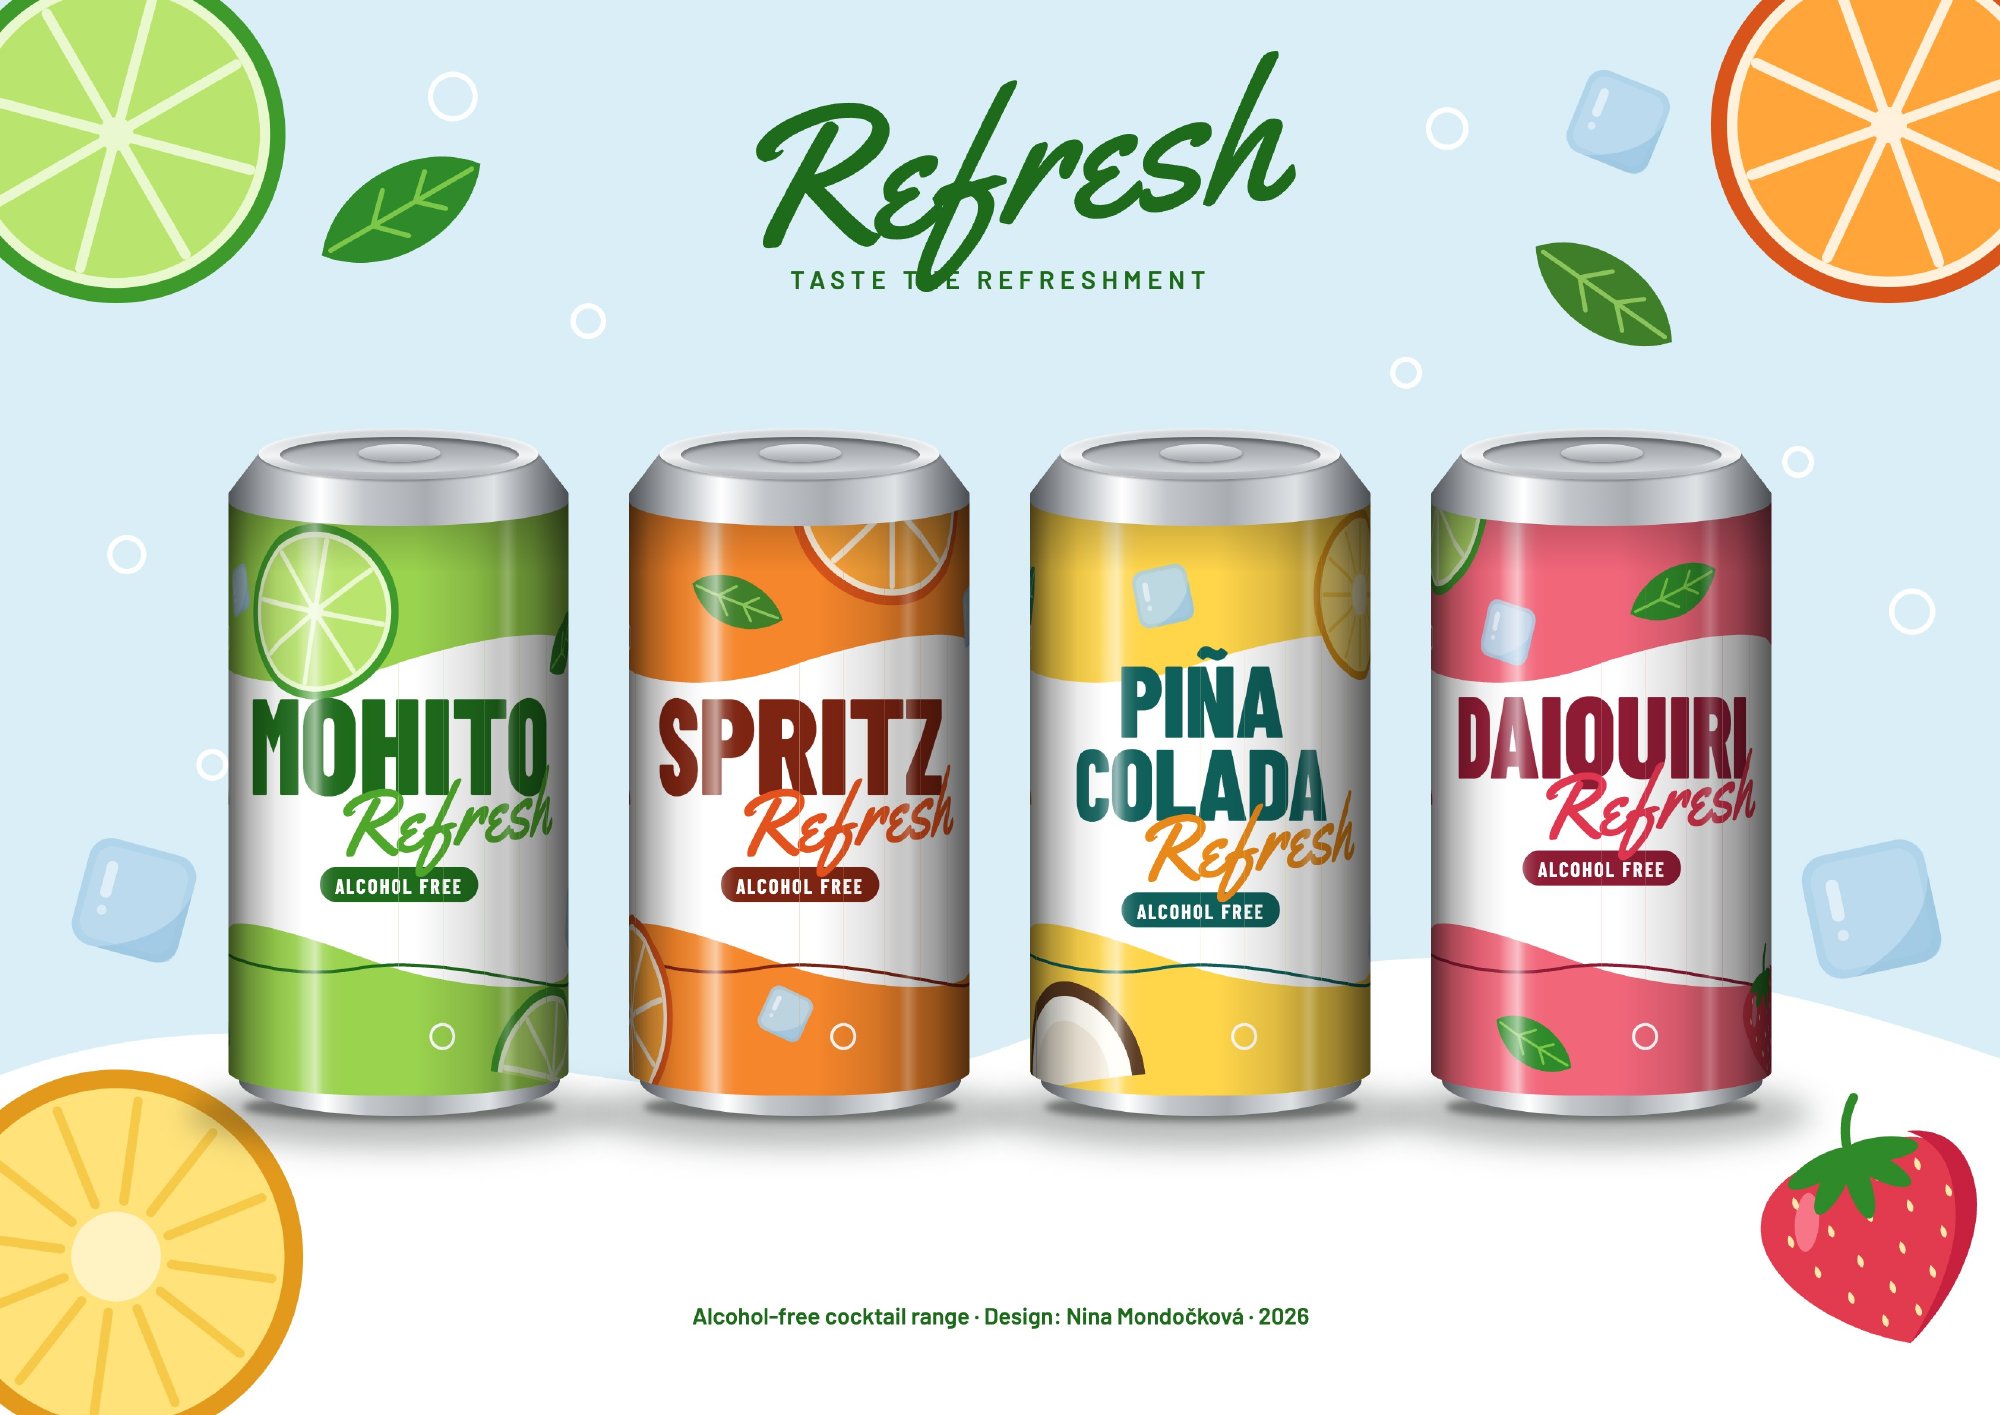 Refresh
TASTE THE REFRESHMENT
MOHITO
Refresh
ALCOHOL FREE
SPRITZ
Refresh
ALCOHOL FREE
PIÑA
COLADA
Refresh
ALCOHOL FREE
DAIQUIRI
Refresh
ALCOHOL FREE
Alcohol-free cocktail range · Design: Nina Mondočková · 2026